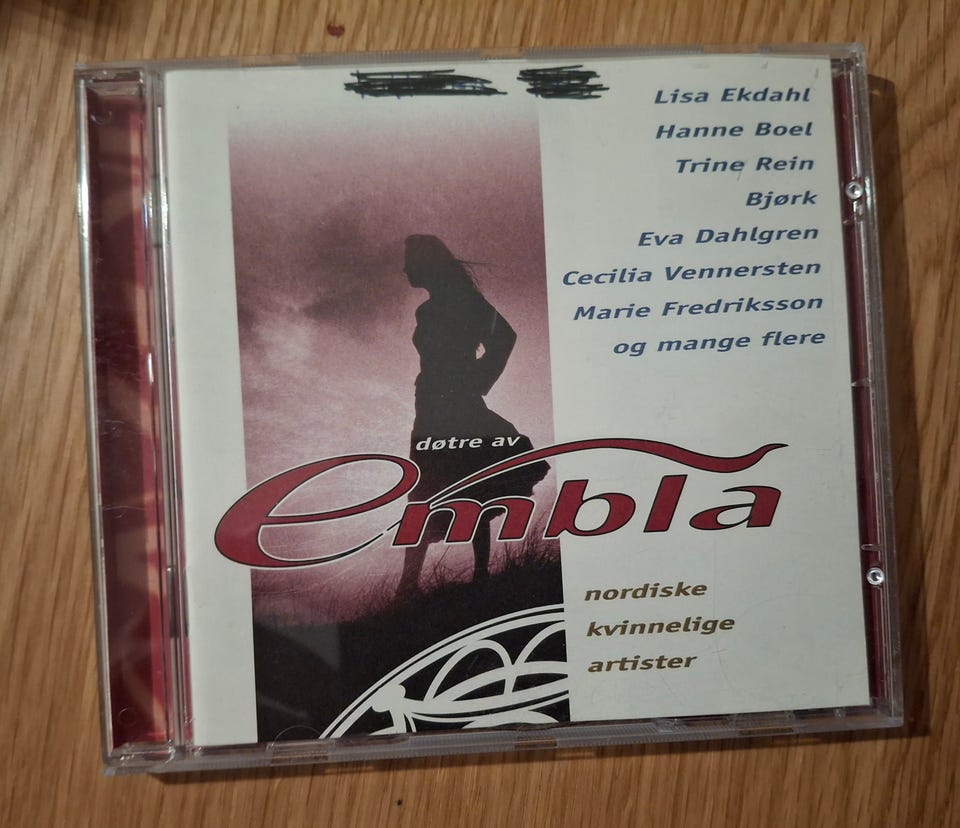 Lisa Ekdahl
Hanne Boel
Trine Rein
Bjørk
Eva Dahlgren
Cecilia Vennersten
Marie Fredriksson
og mange flere
døtre av
embla
nordiske
kvinnelige
artister